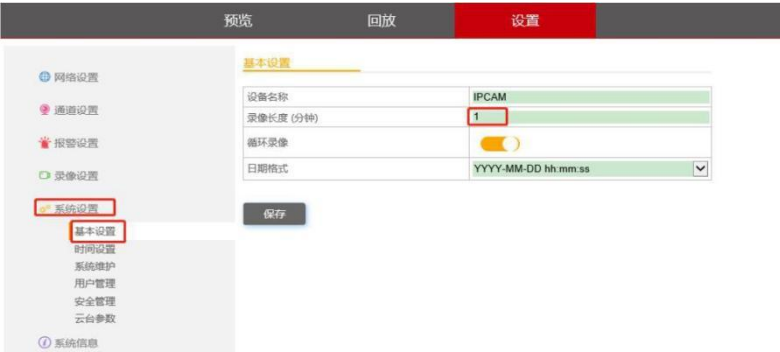 预览 回放 设置
网络设置
通道设置
报警设置
录像设置
系统设置
基本设置
时间设置
系统维护
用户管理
安全管理
云台参数
系统信息
基本设置
设备名称 IPCAM
录像长度 (分钟) 1
循环录像
日期格式 YYYY-MM-DD hh:mm:ss
保存